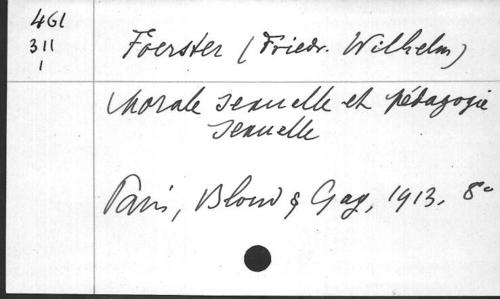 461
311
1
Foerster (Friedr. Wilhelm)
Morale sexuelle et pédagogie
sexuelle
Paris, Bloud & Gay, 1913. 8°